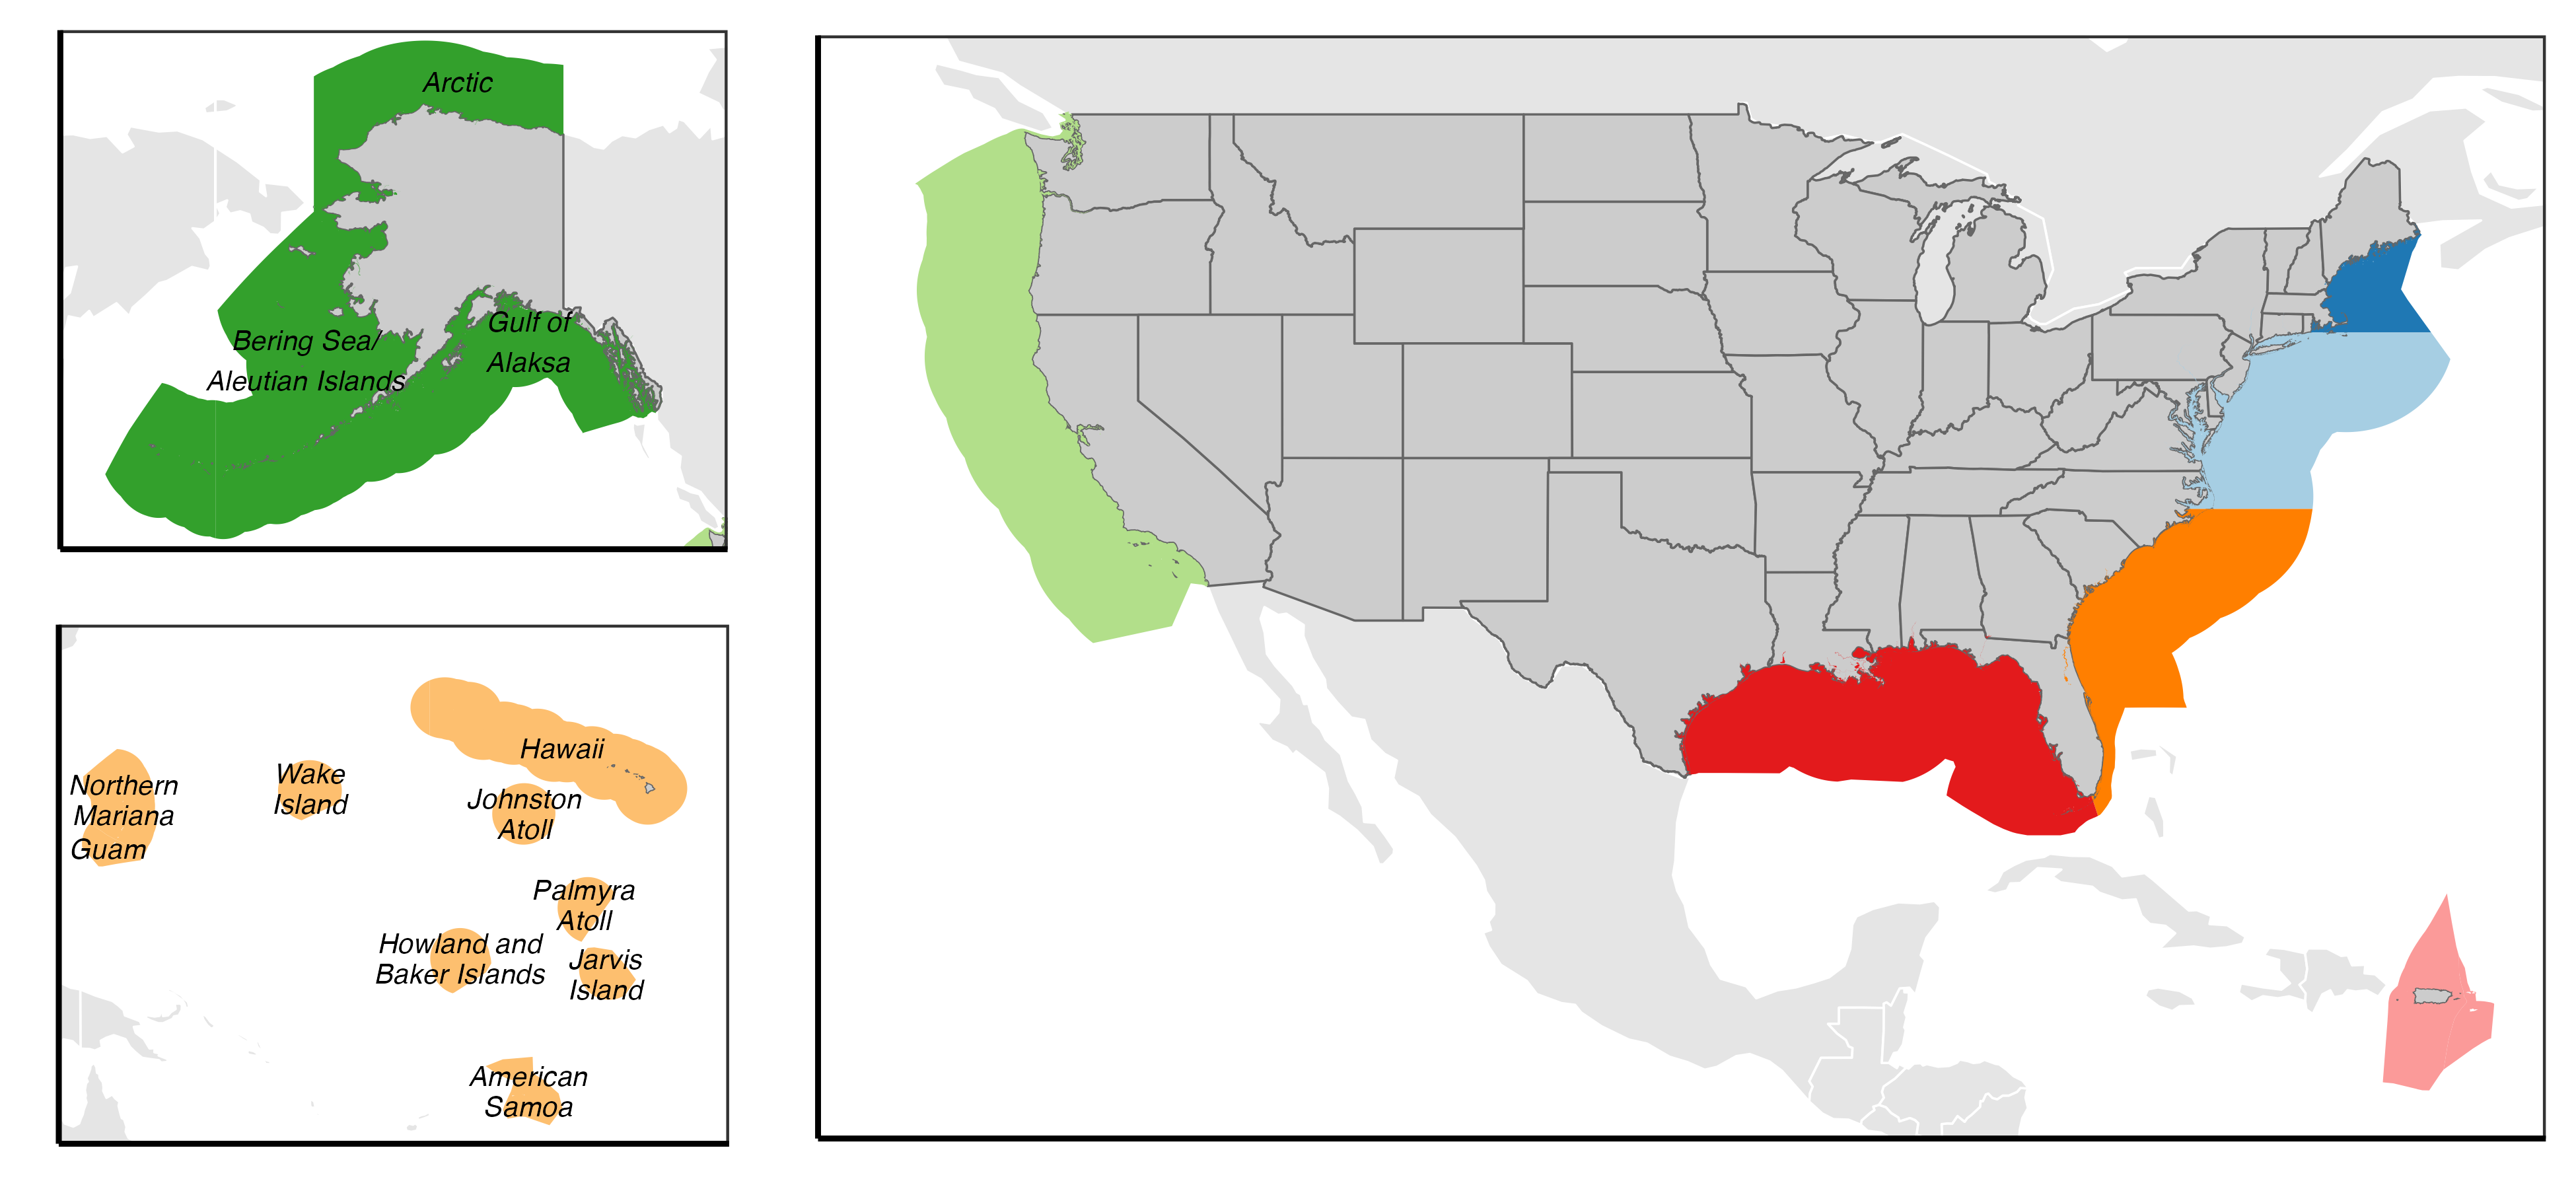 Arctic
Gulf of
Alaksa
Bering Sea/
Aleutian Islands
Hawaii
Northern
Mariana
Guam
Wake
Island
Johnston
Atoll
Palmyra
Atoll
Howland and
Baker Islands
Jarvis
Island
American
Samoa